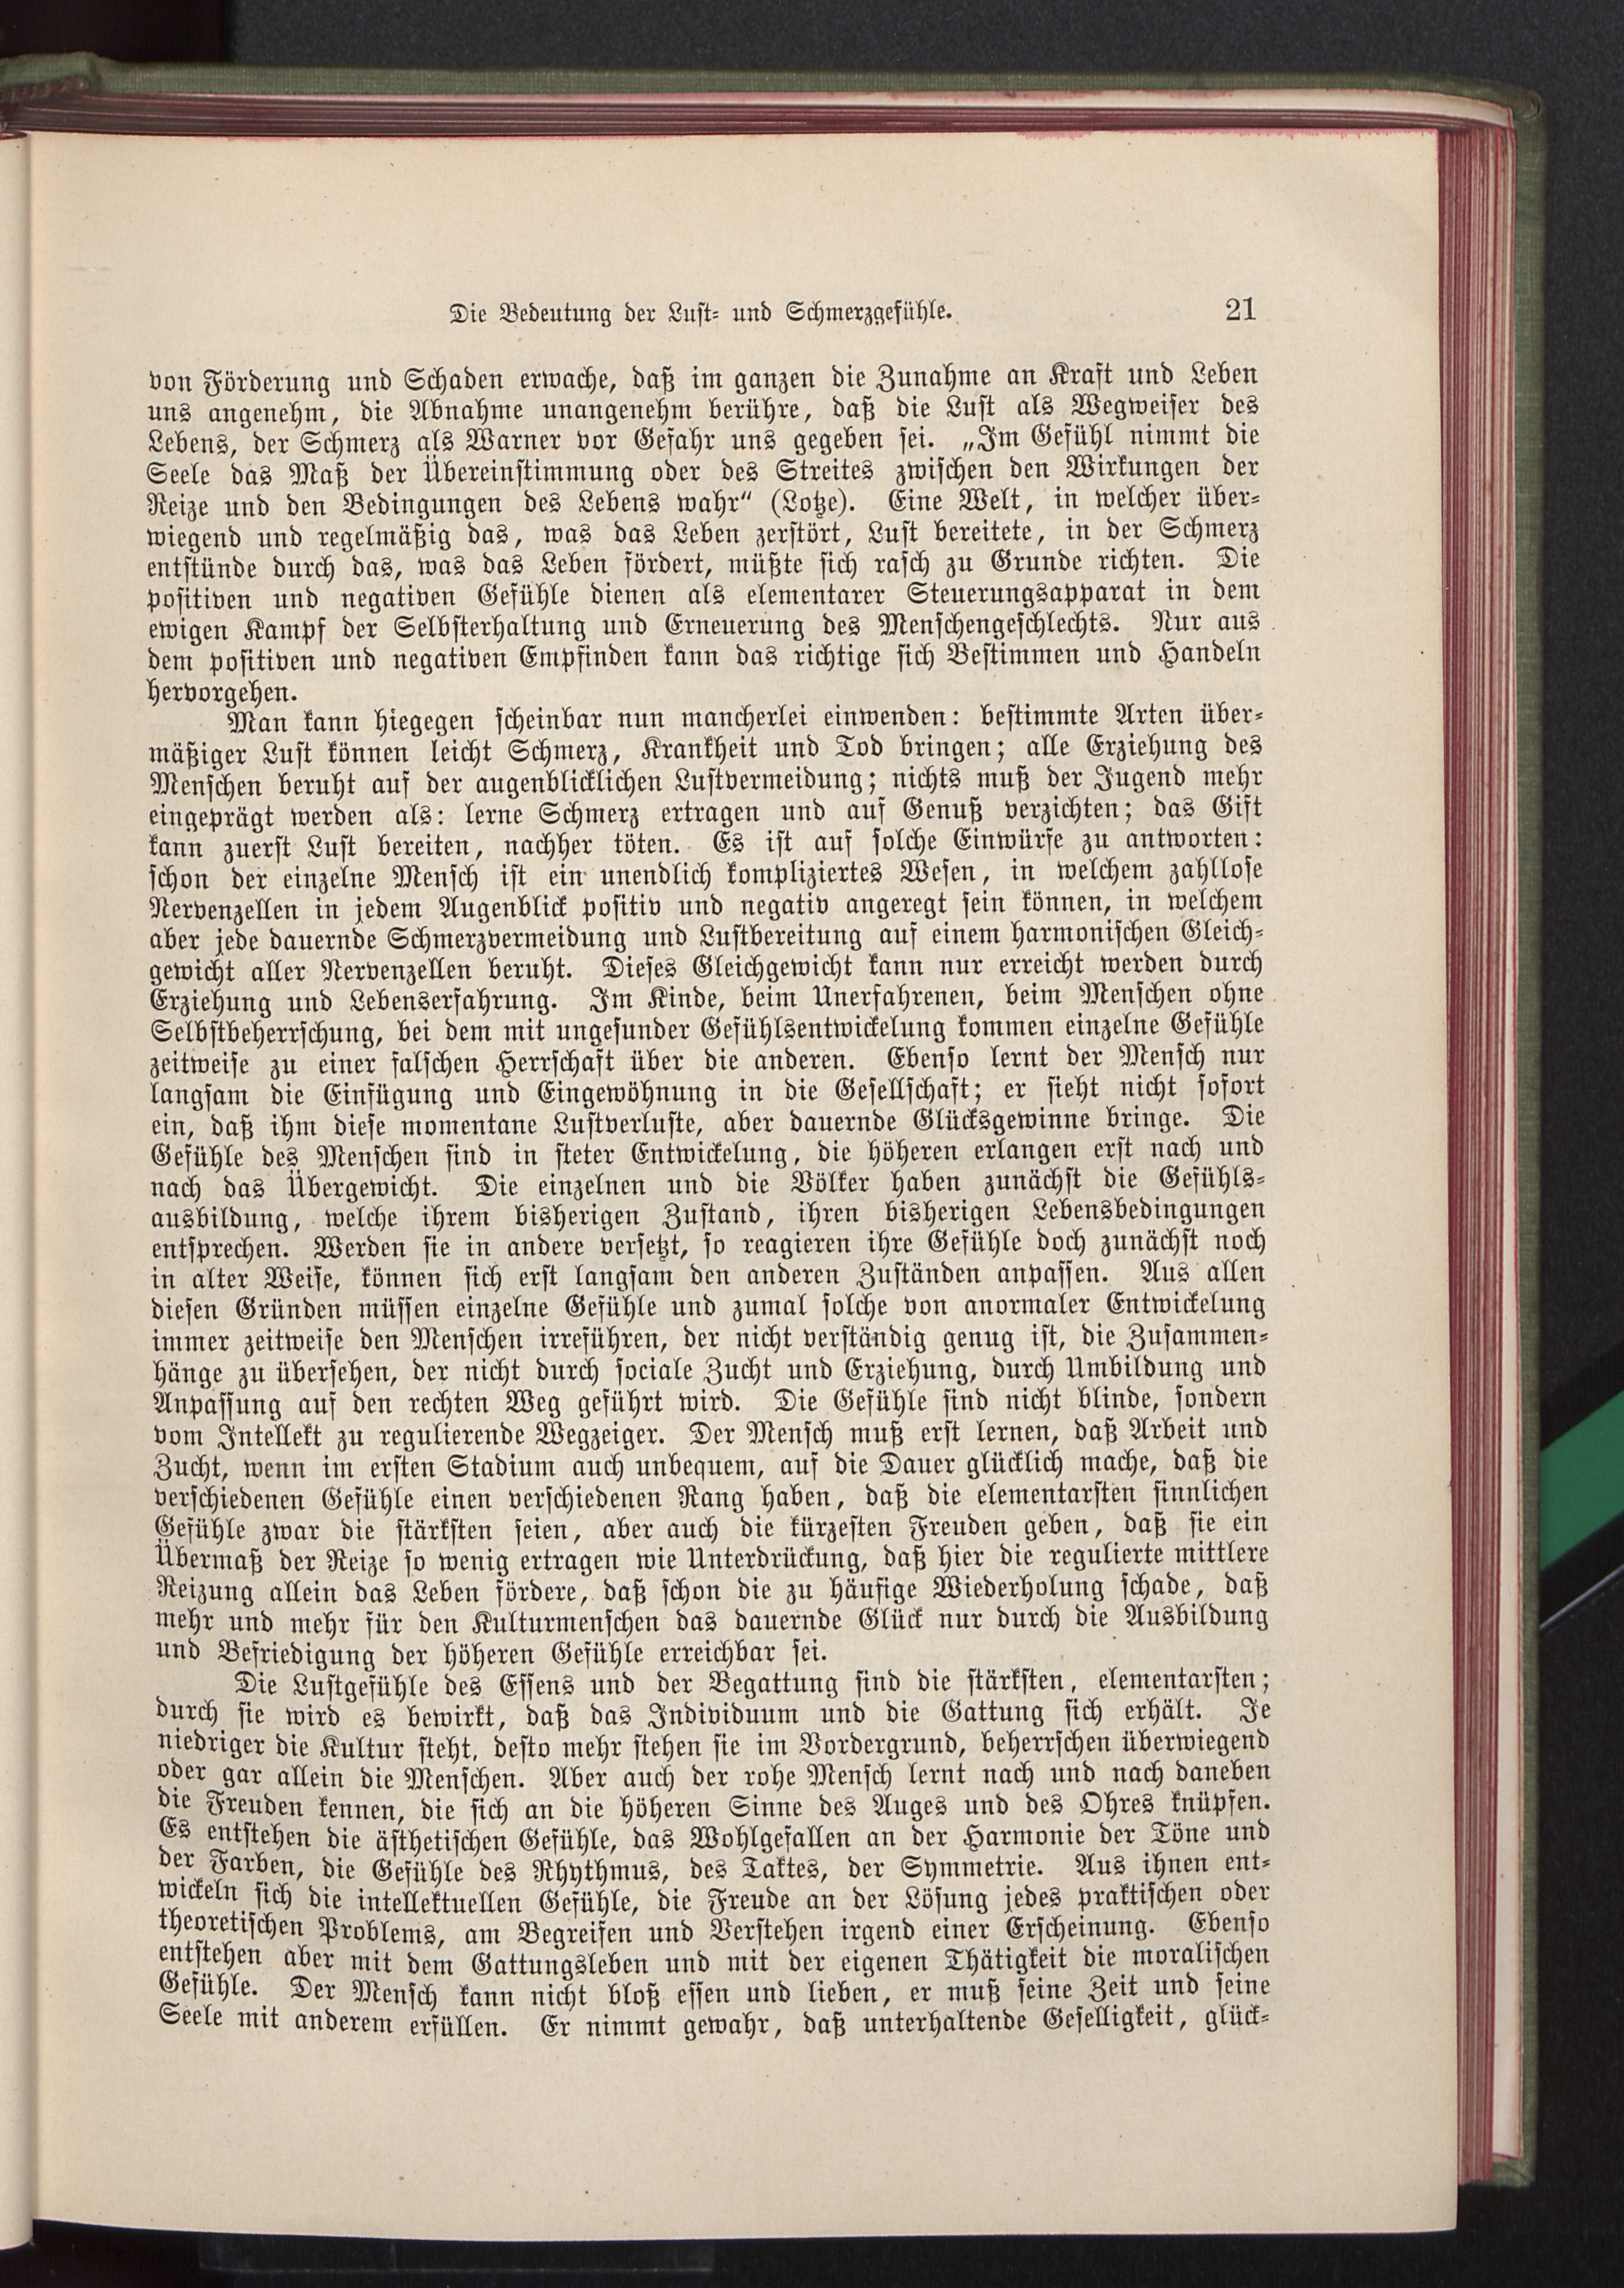 Die Bedeutung der Lust- und Schmerzgefühle. 21
von Förderung und Schaden erwache, daß im ganzen die Zunahme an Kraft und Leben
uns angenehm, die Abnahme unangenehm berühre, daß die Lust als Wegweiser des
Lebens, der Schmerz als Warner vor Gefahr uns gegeben sei. „Im Gefühl nimmt die
Seele das Maß der Übereinstimmung oder des Streites zwischen den Wirkungen der
Reize und den Bedingungen des Lebens wahr“ (Lotze). Eine Welt, in welcher über-
wiegend und regelmäßig das, was das Leben zerstört, Lust bereitete, in der Schmerz
entstünde durch das, was das Leben fördert, müßte sich rasch zu Grunde richten. Die
positiven und negativen Gefühle dienen als elementarer Steuerungsapparat in dem
ewigen Kampf der Selbsterhaltung und Erneuerung des Menschengeschlechts. Nur aus
dem positiven und negativen Empfinden kann das richtige sich Bestimmen und Handeln
hervorgehen.
Man kann hiegegen scheinbar nun mancherlei einwenden: bestimmte Arten über-
mäßiger Lust können leicht Schmerz, Krankheit und Tod bringen; alle Erziehung des
Menschen beruht auf der augenblicklichen Lustvermeidung; nichts muß der Jugend mehr
eingeprägt werden als: lerne Schmerz ertragen und auf Genuß verzichten; das Gift
kann zuerst Lust bereiten, nachher töten. Es ist auf solche Einwürfe zu antworten:
schon der einzelne Mensch ist ein unendlich kompliziertes Wesen, in welchem zahllose
Nervenzellen in jedem Augenblick positiv und negativ angeregt sein können, in welchem
aber jede dauernde Schmerzvermeidung und Lustbereitung auf einem harmonischen Gleich-
gewicht aller Nervenzellen beruht. Dieses Gleichgewicht kann nur erreicht werden durch
Erziehung und Lebenserfahrung. Im Kinde, beim Unerfahrenen, beim Menschen ohne
Selbstbeherrschung, bei dem mit ungesunder Gefühlsentwickelung kommen einzelne Gefühle
zeitweise zu einer falschen Herrschaft über die anderen. Ebenso lernt der Mensch nur
langsam die Einfügung und Eingewöhnung in die Gesellschaft; er sieht nicht sofort
ein, daß ihm diese momentane Lustverluste, aber dauernde Glücksgewinne bringe. Die
Gefühle des Menschen sind in steter Entwickelung, die höheren erlangen erst nach und
nach das Übergewicht. Die einzelnen und die Völker haben zunächst die Gefühls-
ausbildung, welche ihrem bisherigen Zustand, ihren bisherigen Lebensbedingungen
entsprechen. Werden sie in andere versetzt, so reagieren ihre Gefühle doch zunächst noch
in alter Weise, können sich erst langsam den anderen Zuständen anpassen. Aus allen
diesen Gründen müssen einzelne Gefühle und zumal solche von anormaler Entwickelung
immer zeitweise den Menschen irreführen, der nicht verständig genug ist, die Zusammen-
hänge zu übersehen, der nicht durch sociale Zucht und Erziehung, durch Umbildung und
Anpassung auf den rechten Weg geführt wird. Die Gefühle sind nicht blinde, sondern
vom Intellekt zu regulierende Wegzeiger. Der Mensch muß erst lernen, daß Arbeit und
Zucht, wenn im ersten Stadium auch unbequem, auf die Dauer glücklich mache, daß die
verschiedenen Gefühle einen verschiedenen Rang haben, daß die elementarsten sinnlichen
Gefühle zwar die stärksten seien, aber auch die kürzesten Freuden geben, daß sie ein
Übermaß der Reize so wenig ertragen wie Unterdrückung, daß hier die regulierte mittlere
Reizung allein das Leben fördere, daß schon die zu häufige Wiederholung schade, daß
mehr und mehr für den Kulturmenschen das dauernde Glück nur durch die Ausbildung
und Befriedigung der höheren Gefühle erreichbar sei.
Die Lustgefühle des Essens und der Begattung sind die stärksten, elementarsten;
durch sie wird es bewirkt, daß das Individuum und die Gattung sich erhält. Je
niedriger die Kultur steht, desto mehr stehen sie im Vordergrund, beherrschen überwiegend
oder gar allein die Menschen. Aber auch der rohe Mensch lernt nach und nach daneben
die Freuden kennen, die sich an die höheren Sinne des Auges und des Ohres knüpfen.
Es entstehen die ästhetischen Gefühle, das Wohlgefallen an der Harmonie der Töne und
der Farben, die Gefühle des Rhythmus, des Taktes, der Symmetrie. Aus ihnen ent-
wickeln sich die intellektuellen Gefühle, die Freude an der Lösung jedes praktischen oder
theoretischen Problems, am Begreifen und Verstehen irgend einer Erscheinung. Ebenso
entstehen aber mit dem Gattungsleben und mit der eigenen Thätigkeit die moralischen
Gefühle. Der Mensch kann nicht bloß essen und lieben, er muß seine Zeit und seine
Seele mit anderem erfüllen. Er nimmt gewahr, daß unterhaltende Geselligkeit, glück-